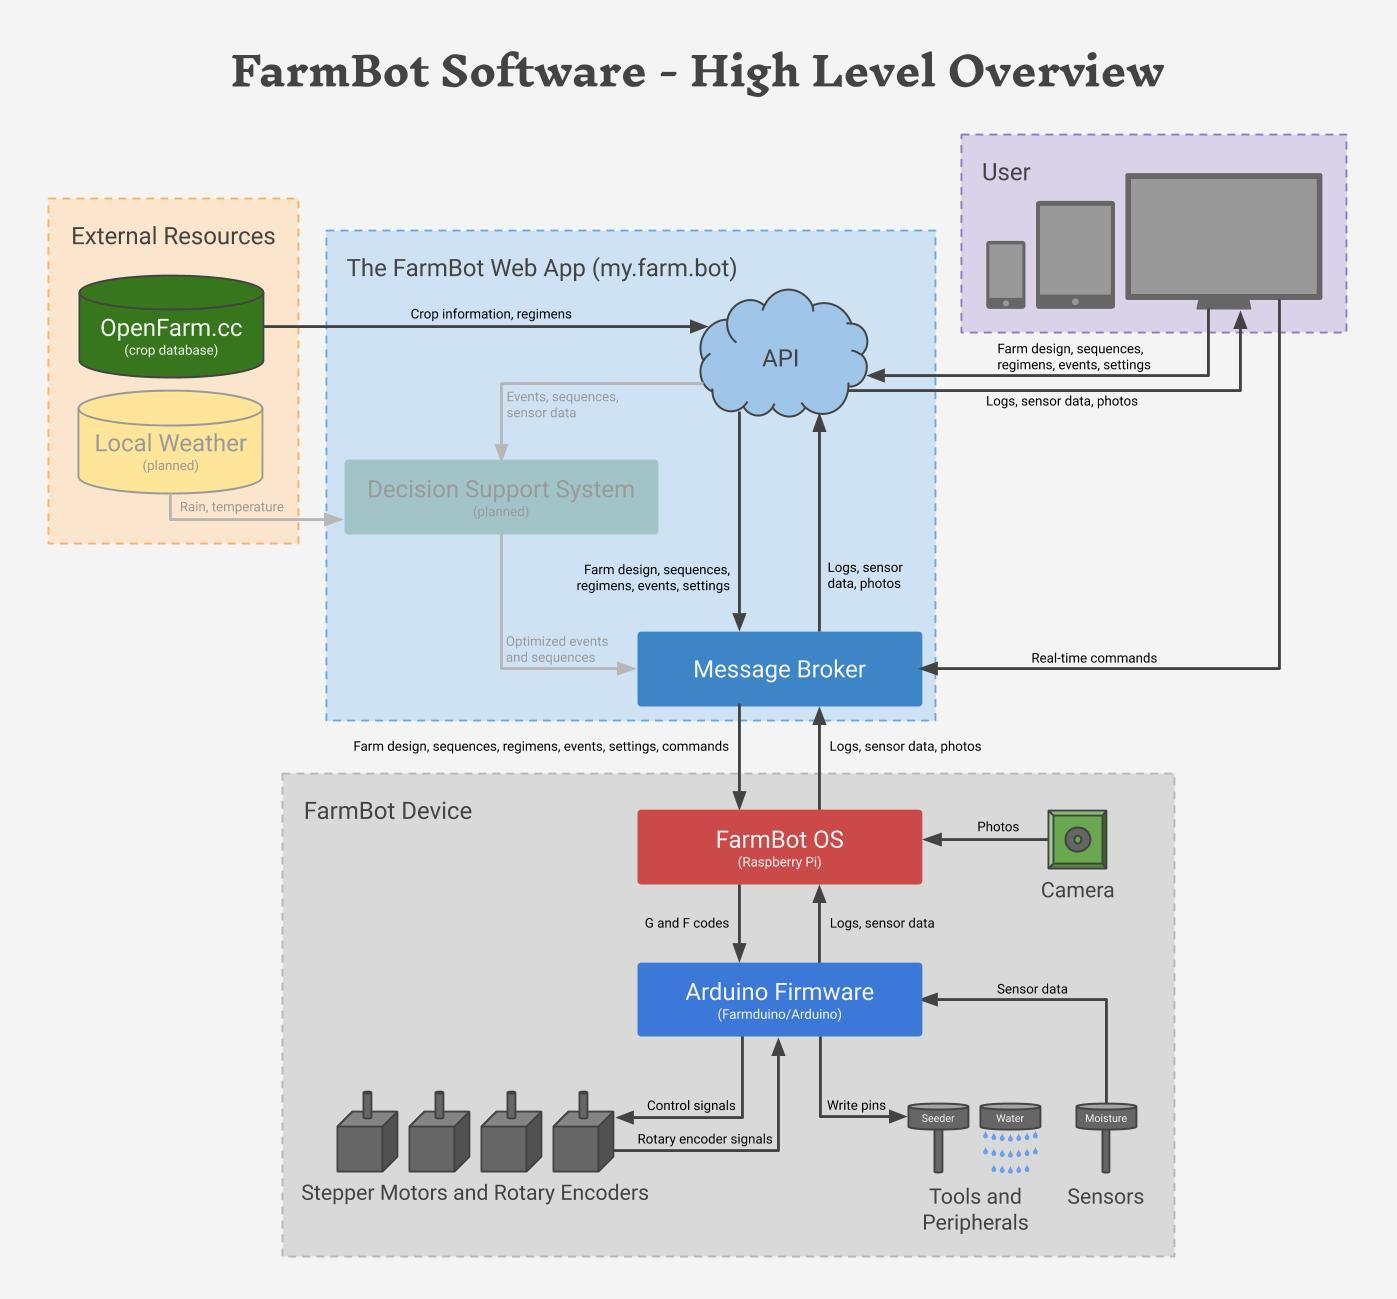 FarmBot Software - High Level Overview
User
External Resources
The FarmBot Web App (my.farm.bot)
OpenFarm.cc
(crop database)
Crop information, regimens
API
Farm design, sequences,
regimens, events, settings
Logs, sensor data, photos
Events, sequences,
sensor data
Local Weather
(planned)
Rain, temperature
Decision Support System
(planned)
Farm design, sequences,
regimens, events, settings
Logs, sensor
data, photos
Optimized events
and sequences
Message Broker
Real-time commands
Farm design, sequences, regimens, events, settings, commands
Logs, sensor data, photos
FarmBot Device
FarmBot OS
(Raspberry Pi)
Photos
Camera
G and F codes
Logs, sensor data
Arduino Firmware
(Farmduino/Arduino)
Sensor data
Control signals
Rotary encoder signals
Write pins
Seeder
Water
Moisture
Stepper Motors and Rotary Encoders
Tools and
Peripherals
Sensors